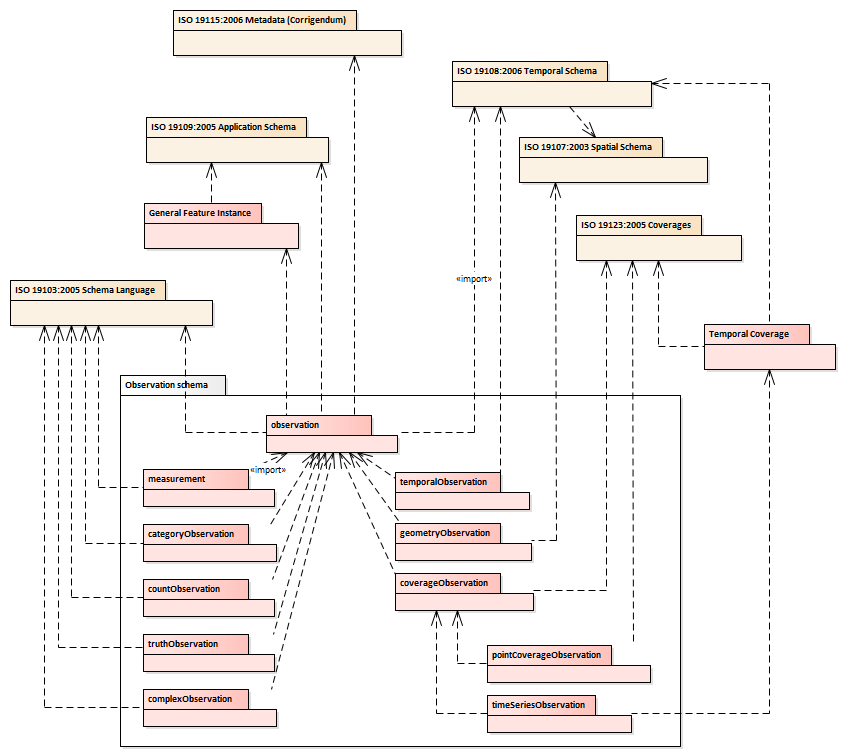 ISO 19115:2006 Metadata (Corrigendum)
ISO 19108:2006 Temporal Schema
ISO 19109:2005 Application Schema
ISO 19107:2003 Spatial Schema
General Feature Instance
ISO 19123:2005 Coverages
«import»
ISO 19103:2005 Schema Language
Temporal Coverage
Observation schema
observation
«import»
measurement
temporalObservation
categoryObservation
geometryObservation
countObservation
coverageObservation
truthObservation
pointCoverageObservation
complexObservation
timeSeriesObservation